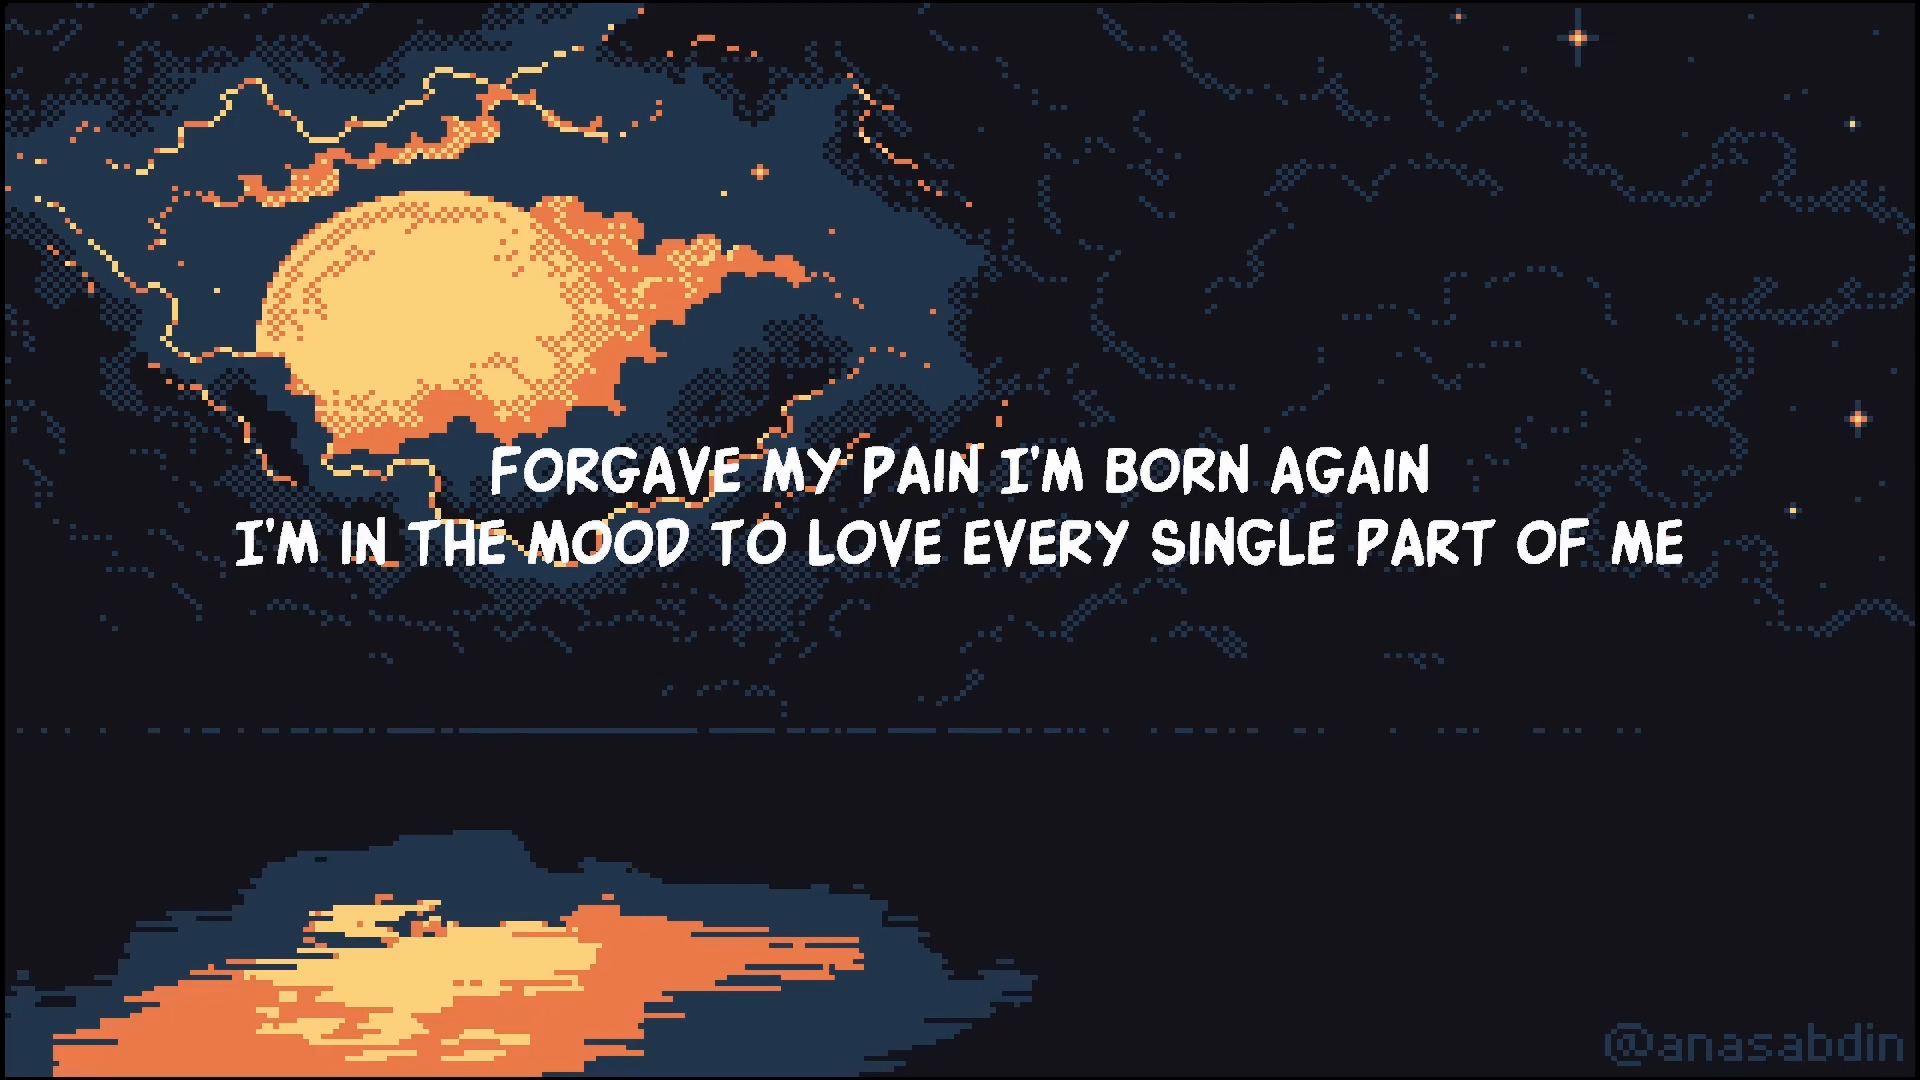 FORGAVE MY PAIN I'M BORN AGAIN
I'M IN THE MOOD TO LOVE EVERY SINGLE PART OF ME
@anasabdin